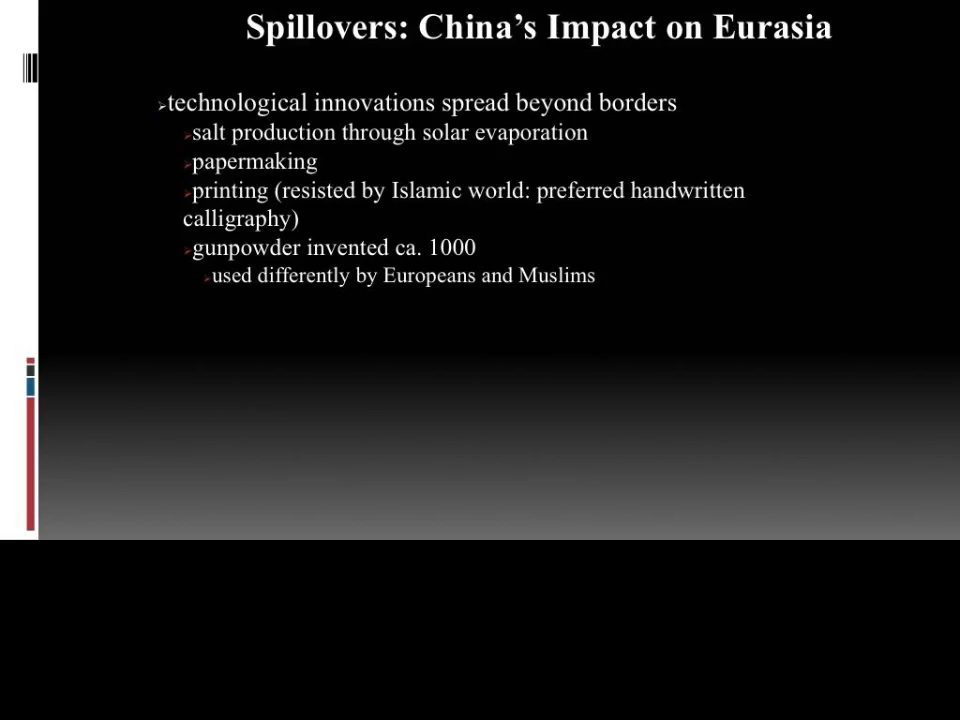 Spillovers: China’s Impact on Eurasia
➢technological innovations spread beyond borders
➢salt production through solar evaporation
➢papermaking
➢printing (resisted by Islamic world: preferred handwritten
calligraphy)
➢gunpowder invented ca. 1000
➢used differently by Europeans and Muslims